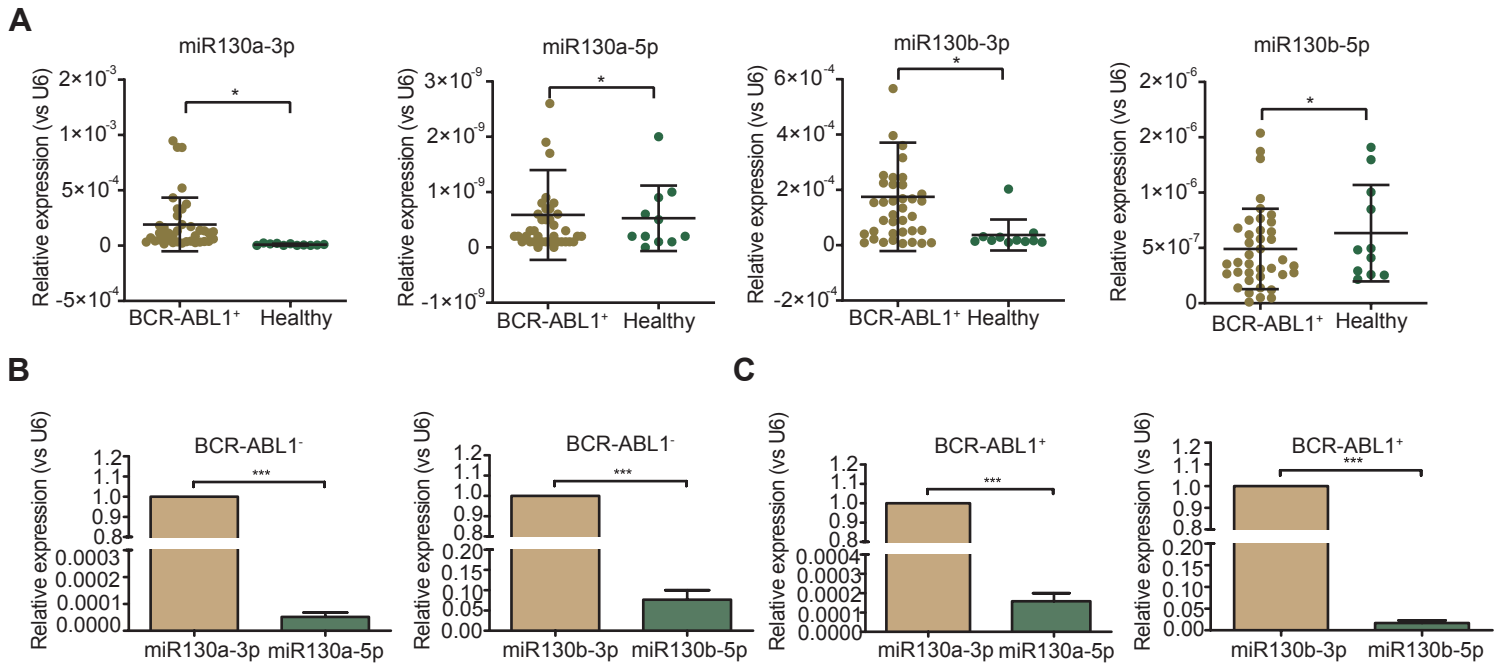 A
miR130a-3p
Relative expression (vs U6)
2×10⁻³
1×10⁻³
5×10⁻⁴
0
-5×10⁻⁴
*
BCR-ABL1⁺ Healthy
miR130a-5p
Relative expression (vs U6)
3×10⁻⁹
2×10⁻⁹
1×10⁻⁹
0
-1×10⁻⁹
*
BCR-ABL1⁺ Healthy
miR130b-3p
Relative expression (vs U6)
6×10⁻⁴
4×10⁻⁴
2×10⁻⁴
0
-2×10⁻⁴
*
BCR-ABL1⁺ Healthy
miR130b-5p
Relative expression (vs U6)
2×10⁻⁶
2×10⁻⁶
1×10⁻⁶
5×10⁻⁷
0
*
BCR-ABL1⁺ Healthy
B
BCR-ABL1⁻
Relative expression (vs U6)
1.2
1.1
1.0
0.9
0.8
0.0003
0.0002
0.0001
0.0000
***
miR130a-3p miR130a-5p
BCR-ABL1⁻
Relative expression (vs U6)
1.2
1.1
1.0
0.9
0.8
0.20
0.15
0.10
0.05
0.00
***
miR130b-3p miR130b-5p
C
BCR-ABL1⁺
Relative expression (vs U6)
1.2
1.1
1.0
0.9
0.8
0.0004
0.0003
0.0002
0.0001
0.0000
***
miR130a-3p miR130a-5p
BCR-ABL1⁺
Relative expression (vs U6)
1.2
1.1
1.0
0.9
0.8
0.20
0.15
0.10
0.05
0.00
***
miR130b-3p miR130b-5p